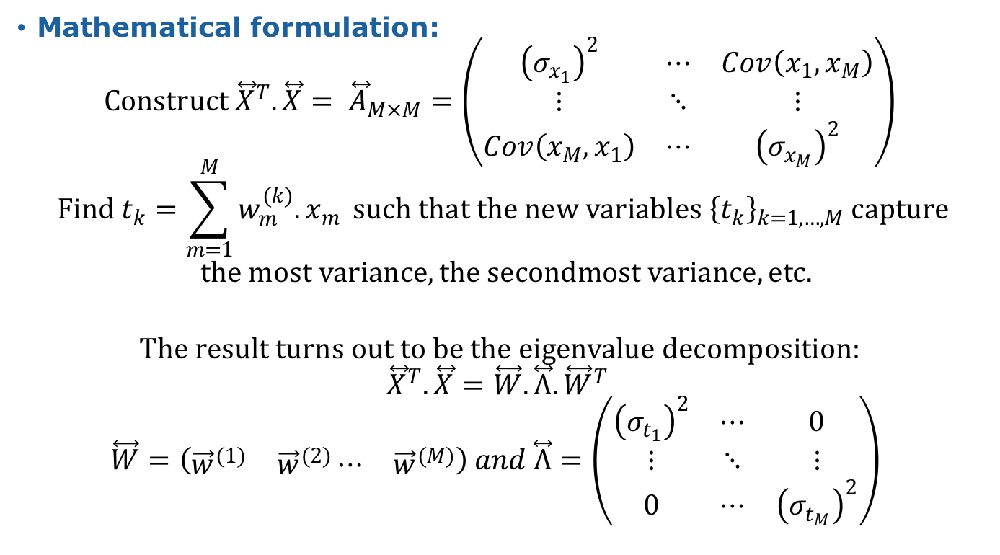 • Mathematical formulation:
Construct $\overleftrightarrow{X}^T . \overleftrightarrow{X} = \overleftrightarrow{A}_{M \times M} = \begin{pmatrix} (\sigma_{x_1})^2 & \cdots & Cov(x_1, x_M) \\ \vdots & \ddots & \vdots \\ Cov(x_M, x_1) & \cdots & (\sigma_{x_M})^2 \end{pmatrix}$
Find $t_k = \sum_{m=1}^{M} w_m^{(k)} . x_m$ such that the new variables $\{t_k\}_{k=1,\ldots,M}$ capture
the most variance, the secondmost variance, etc.
The result turns out to be the eigenvalue decomposition:
$\overleftrightarrow{X}^T . \overleftrightarrow{X} = \overleftrightarrow{W} . \overleftrightarrow{\Lambda} . \overleftrightarrow{W}^T$
$\overleftrightarrow{W} = (\overrightarrow{w}^{(1)} \quad \overrightarrow{w}^{(2)} \cdots \quad \overrightarrow{w}^{(M)})$ and $\overleftrightarrow{\Lambda} = \begin{pmatrix} (\sigma_{t_1})^2 & \cdots & 0 \\ \vdots & \ddots & \vdots \\ 0 & \cdots & (\sigma_{t_M})^2 \end{pmatrix}$